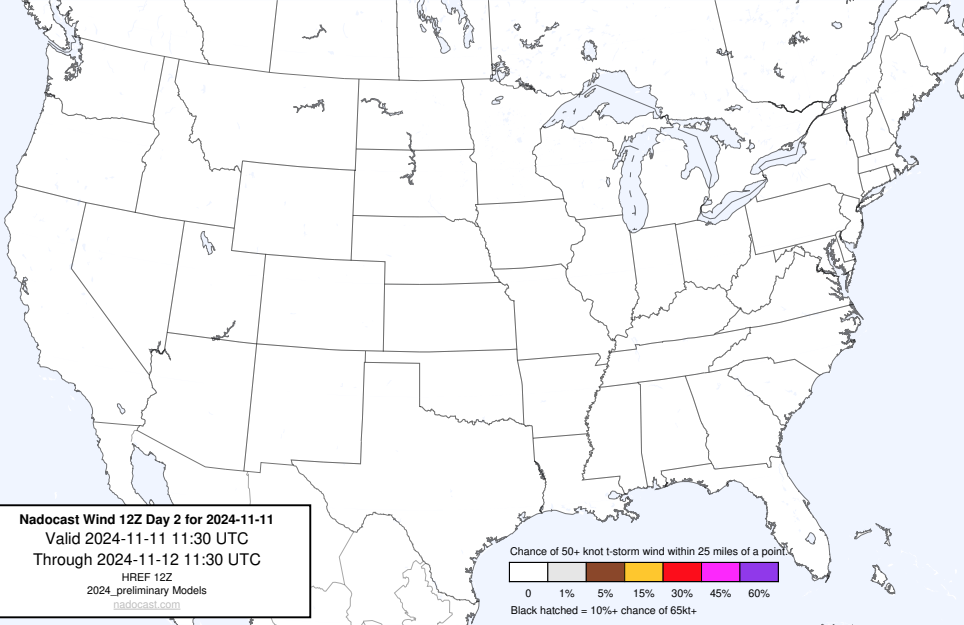 Nadocast Wind 12Z Day 2 for 2024-11-11
Valid 2024-11-11 11:30 UTC
Through 2024-11-12 11:30 UTC
HREF 12Z
2024_preliminary Models
nadocast.com
Chance of 50+ knot t-storm wind within 25 miles of a point.
0 1% 5% 15% 30% 45% 60%
Black hatched = 10%+ chance of 65kt+